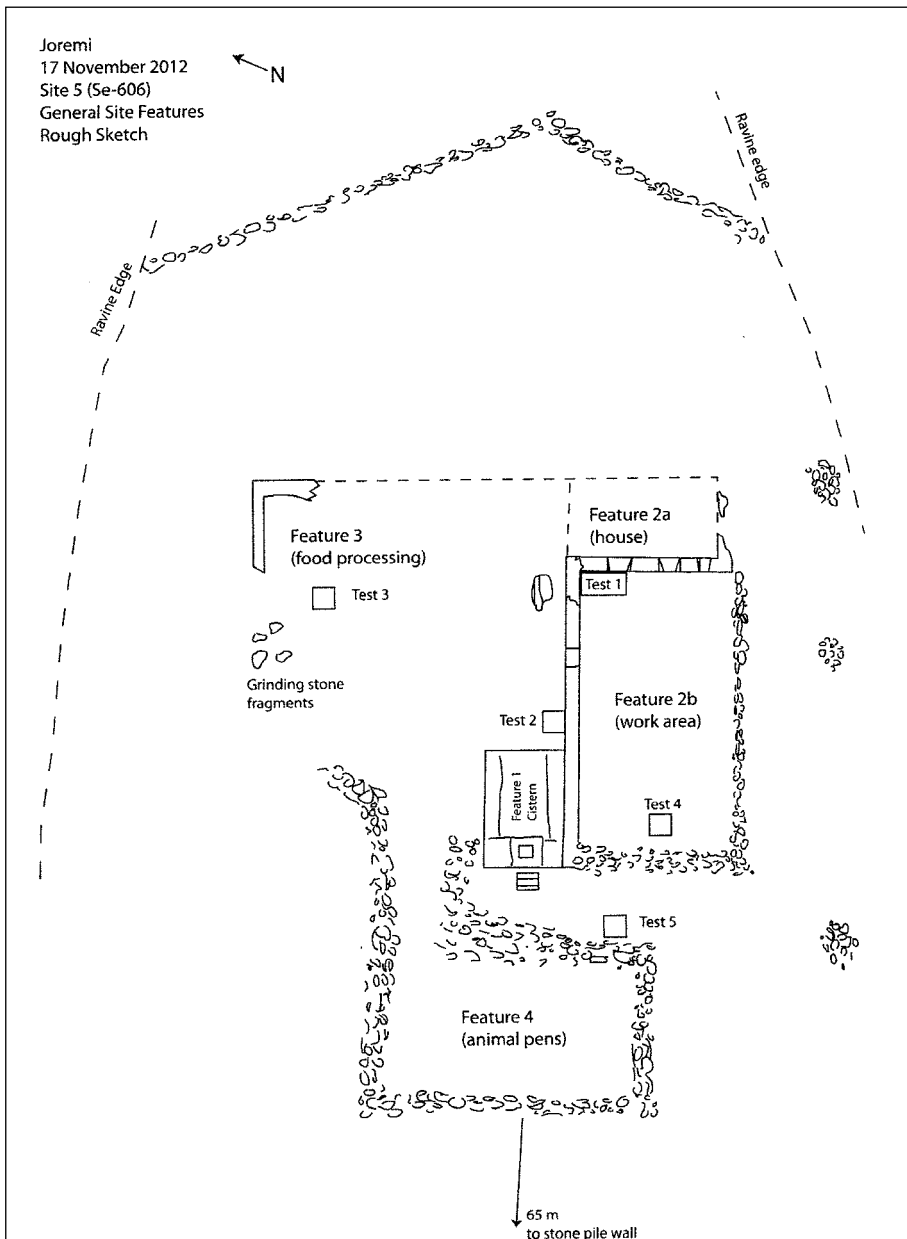 Joremi
17 November 2012
Site 5 (Se-606)
General Site Features
Rough Sketch
N
Ravine edge
Ravine Edge
Feature 2a
(house)
Feature 3
(food processing)
Test 1
Test 3
Grinding stone
fragments
Feature 2b
(work area)
Test 2
Feature 1
Cistern
Test 4
Test 5
Feature 4
(animal pens)
65 m
to stone pile wall